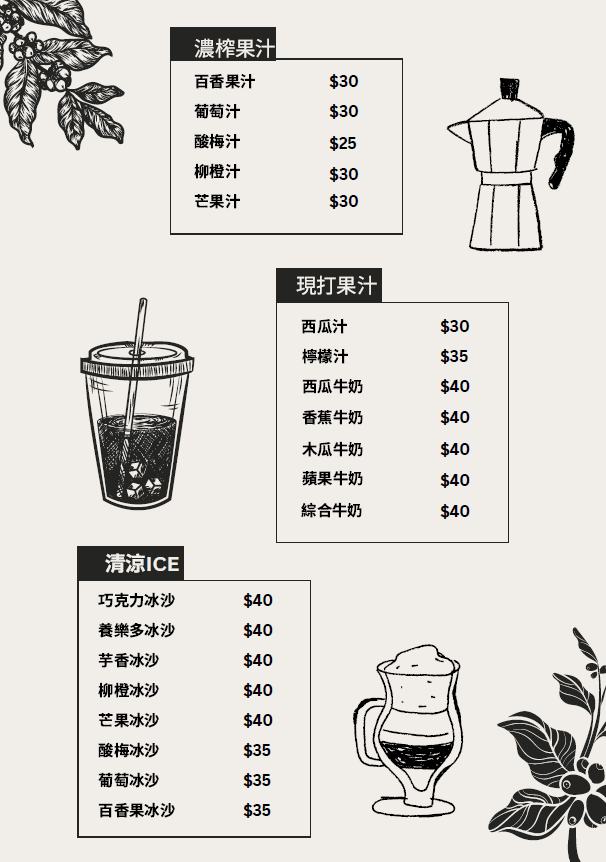 濃榨果汁
百香果汁 $30
葡萄汁 $30
酸梅汁 $25
柳橙汁 $30
芒果汁 $30
現打果汁
西瓜汁 $30
檸檬汁 $35
西瓜牛奶 $40
香蕉牛奶 $40
木瓜牛奶 $40
蘋果牛奶 $40
綜合牛奶 $40
清涼ICE
巧克力冰沙 $40
養樂多冰沙 $40
芋香冰沙 $40
柳橙冰沙 $40
芒果冰沙 $40
酸梅冰沙 $35
葡萄冰沙 $35
百香果冰沙 $35